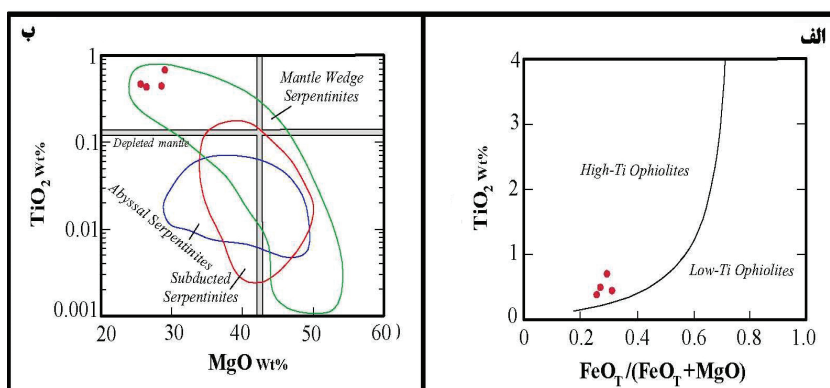 ب
TiO2 Wt%
1
0.1
0.01
0.001
Mantle Wedge
Serpentinites
Depleted mantle
Abyssal Serpentinites
Subducted
Serpentinites
20 30 40 50 60
MgO Wt%
الف
TiO2 wt%
4
3
2
1
0
High-Ti Ophiolites
Low-Ti Ophiolites
0.2 0.4 0.6 0.8 1.0
FeOT/(FeOT+MgO)